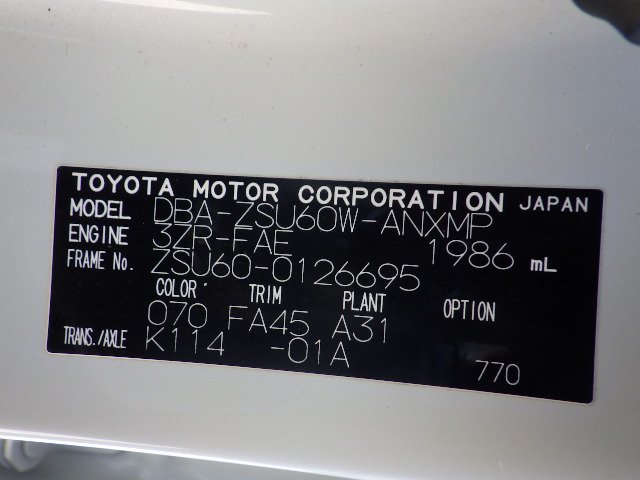 TOYOTA MOTOR CORPORATION JAPAN
MODEL DBA-ZSU60W-ANXMP
ENGINE 3ZR-FAE 1986 mL
FRAME No. ZSU60-0126695
COLOR TRIM PLANT OPTION
070 FA45 A31
TRANS./AXLE K114 -01A
770